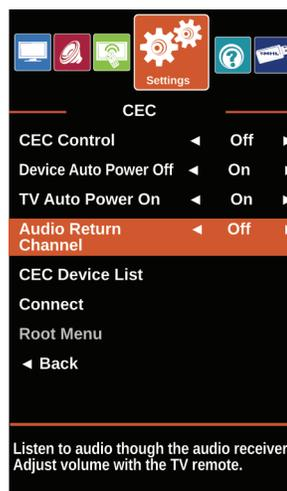 MHL
Settings
CEC
CEC Control ◄ Off ►
Device Auto Power Off ◄ On ►
TV Auto Power On ◄ On ►
Audio Return
Channel ◄ Off ►
CEC Device List
Connect
Root Menu
◄ Back
Listen to audio though the audio receiver
Adjust volume with the TV remote.